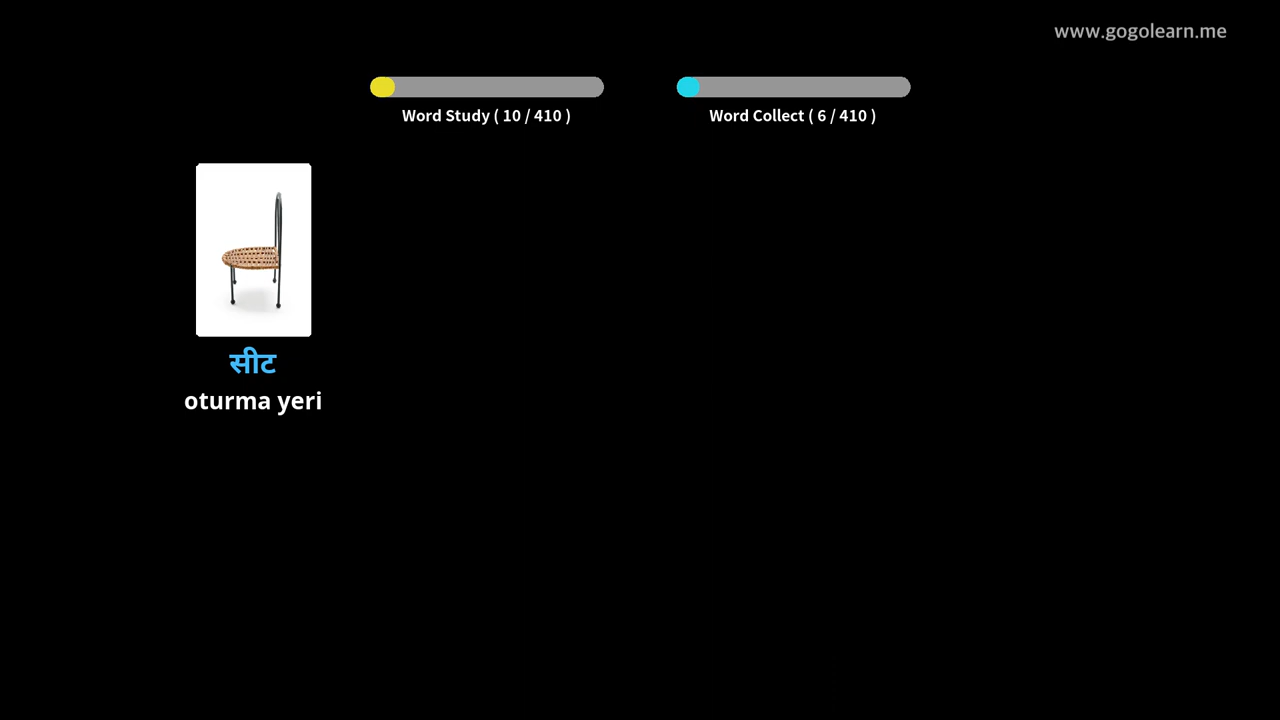 www.gogolearn.me
Word Study ( 10 / 410 )
Word Collect ( 6 / 410 )
सीट
oturma yeri